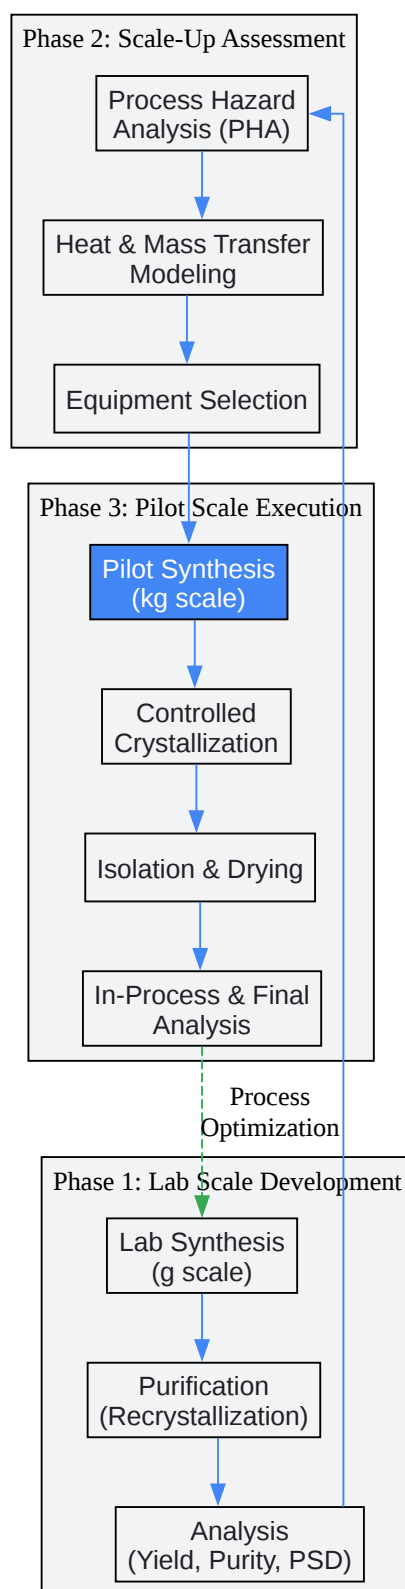 Phase 2: Scale-Up Assessment
Process Hazard
Analysis (PHA)
Heat & Mass Transfer
Modeling
Equipment Selection
Phase 3: Pilot Scale Execution
Pilot Synthesis
(kg scale)
Controlled
Crystallization
Isolation & Drying
In-Process & Final
Analysis
Process
Optimization
Phase 1: Lab Scale Development
Lab Synthesis
(g scale)
Purification
(Recrystallization)
Analysis
(Yield, Purity, PSD)